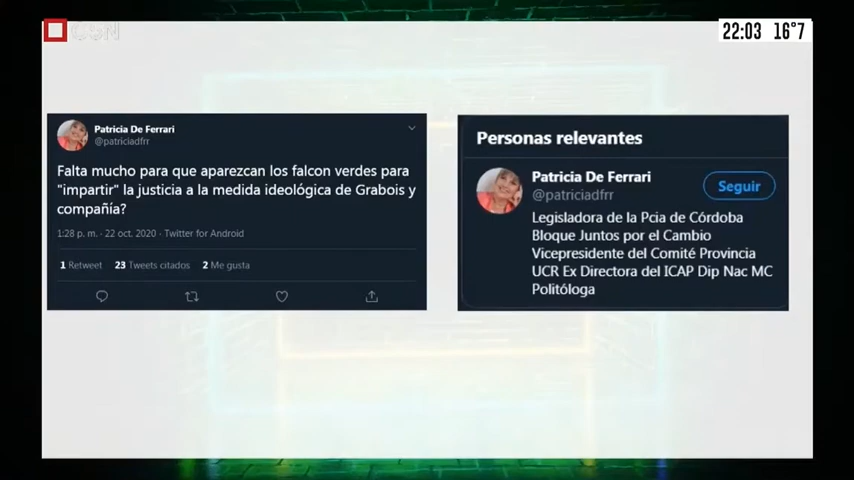 C5N
22:03 16°7
Patricia De Ferrari
@patriciadfrr
Falta mucho para que aparezcan los falcon verdes para
"impartir" la justicia a la medida ideológica de Grabois y
compañía?
1:28 p. m. · 22 oct. 2020 · Twitter for Android
1 Retweet 23 Tweets citados 2 Me gusta
Personas relevantes
Patricia De Ferrari
@patriciadfrr
Seguir
Legisladora de la Pcia de Córdoba
Bloque Juntos por el Cambio
Vicepresidente del Comité Provincia
UCR Ex Directora del ICAP Dip Nac MC
Politóloga